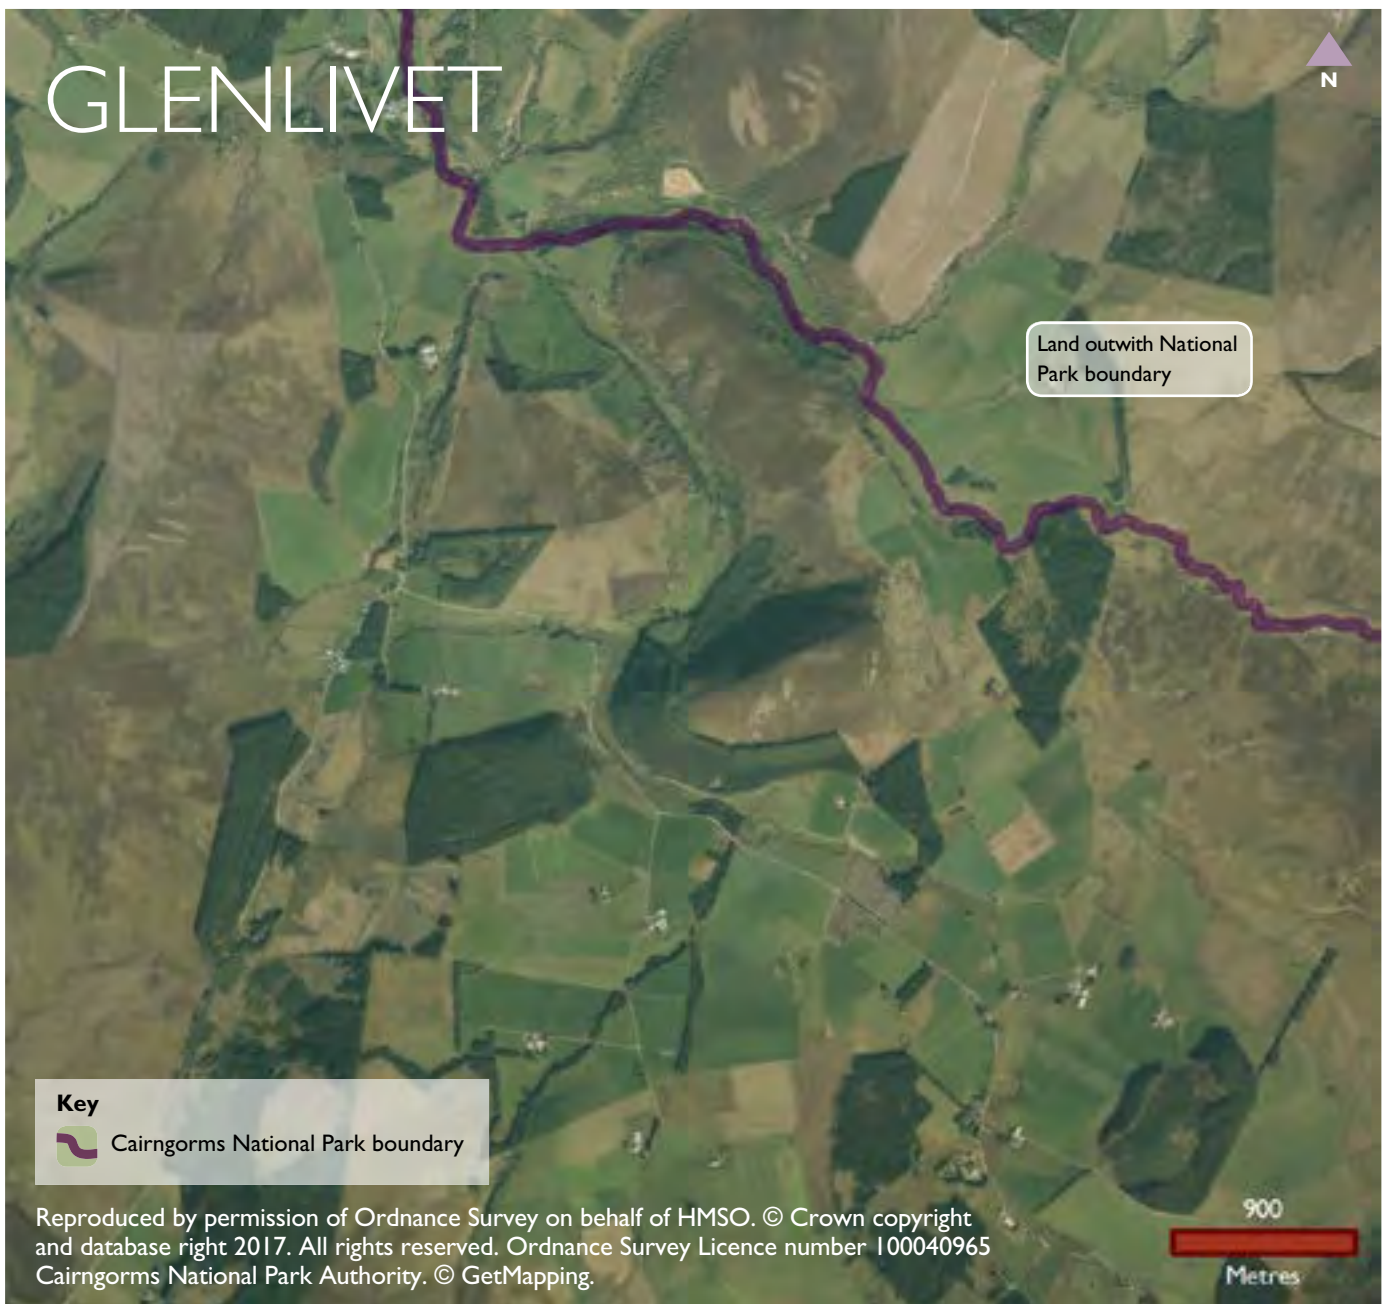 GLENLIVET
N
Land outwith National
Park boundary
Key
Cairngorms National Park boundary
Reproduced by permission of Ordnance Survey on behalf of HMSO. © Crown copyright
and database right 2017. All rights reserved. Ordnance Survey Licence number 100040965
Cairngorms National Park Authority. © GetMapping.
900
Metres